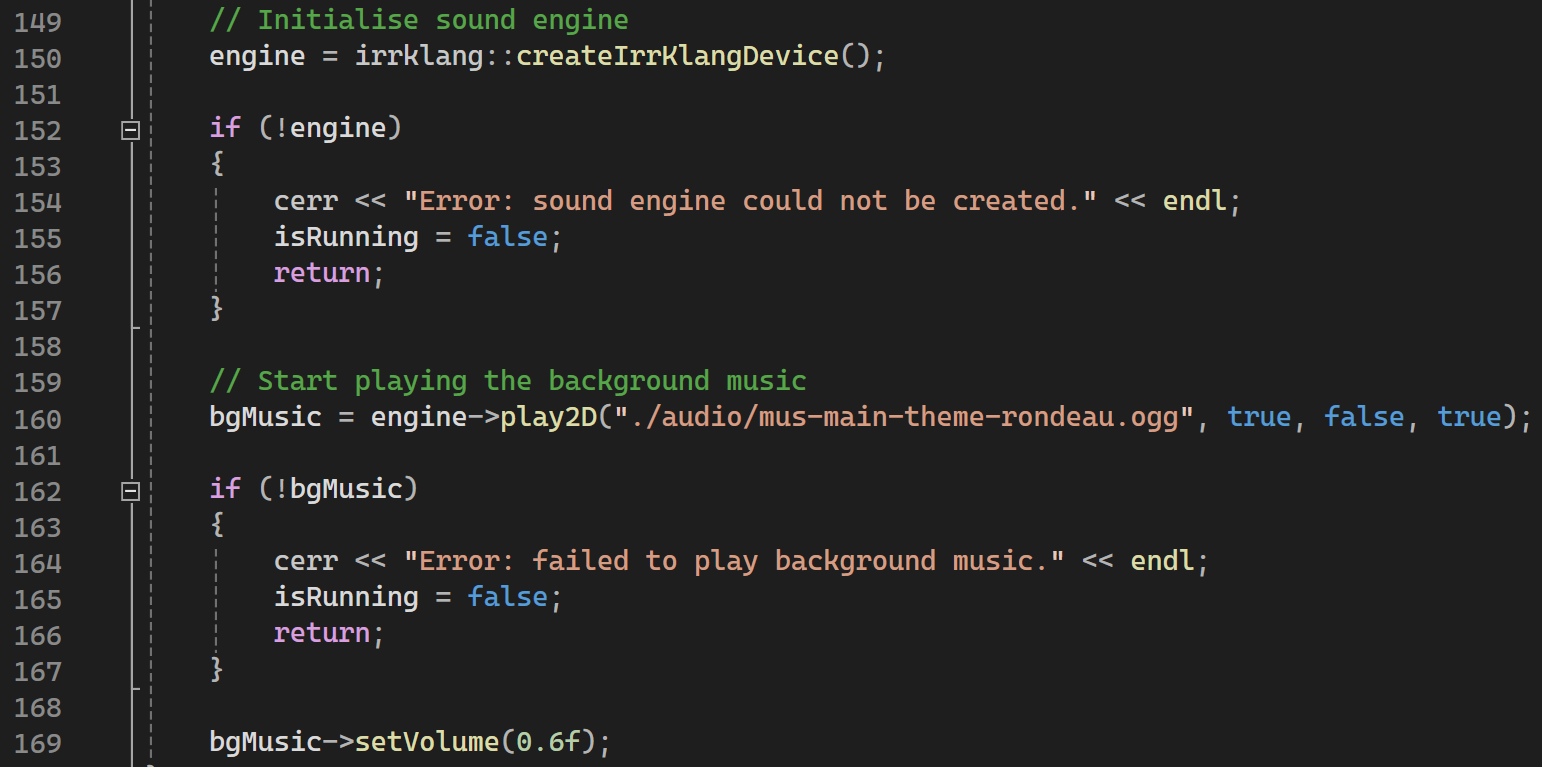 149 // Initialise sound engine
150 engine = irrklang::createIrrKlangDevice();
151
152 if (!engine)
153 {
154 cerr << "Error: sound engine could not be created." << endl;
155 isRunning = false;
156 return;
157 }
158
159 // Start playing the background music
160 bgMusic = engine->play2D("./audio/mus-main-theme-rondeau.ogg", true, false, true);
161
162 if (!bgMusic)
163 {
164 cerr << "Error: failed to play background music." << endl;
165 isRunning = false;
166 return;
167 }
168
169 bgMusic->setVolume(0.6f);